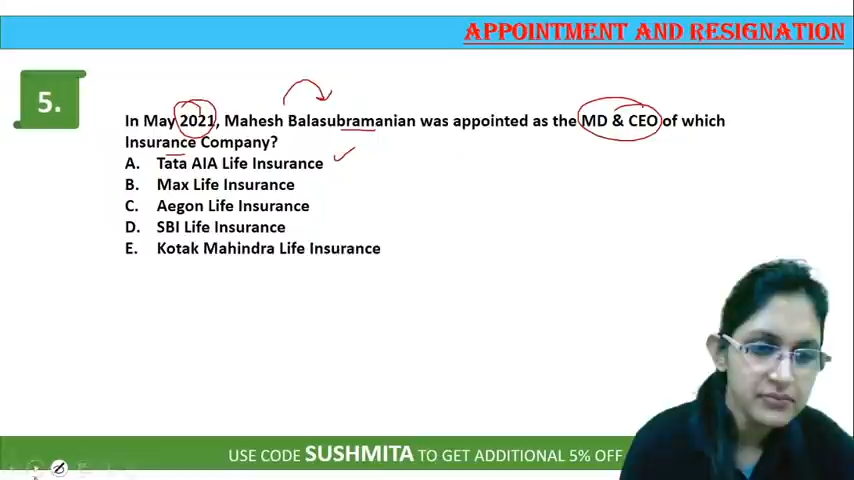 APPOINTMENT AND RESIGNATION
5.
In May 2021, Mahesh Balasubramanian was appointed as the MD & CEO of which
Insurance Company?
A. Tata AIA Life Insurance
B. Max Life Insurance
C. Aegon Life Insurance
D. SBI Life Insurance
E. Kotak Mahindra Life Insurance
USE CODE SUSHMITA TO GET ADDITIONAL 5% OFF